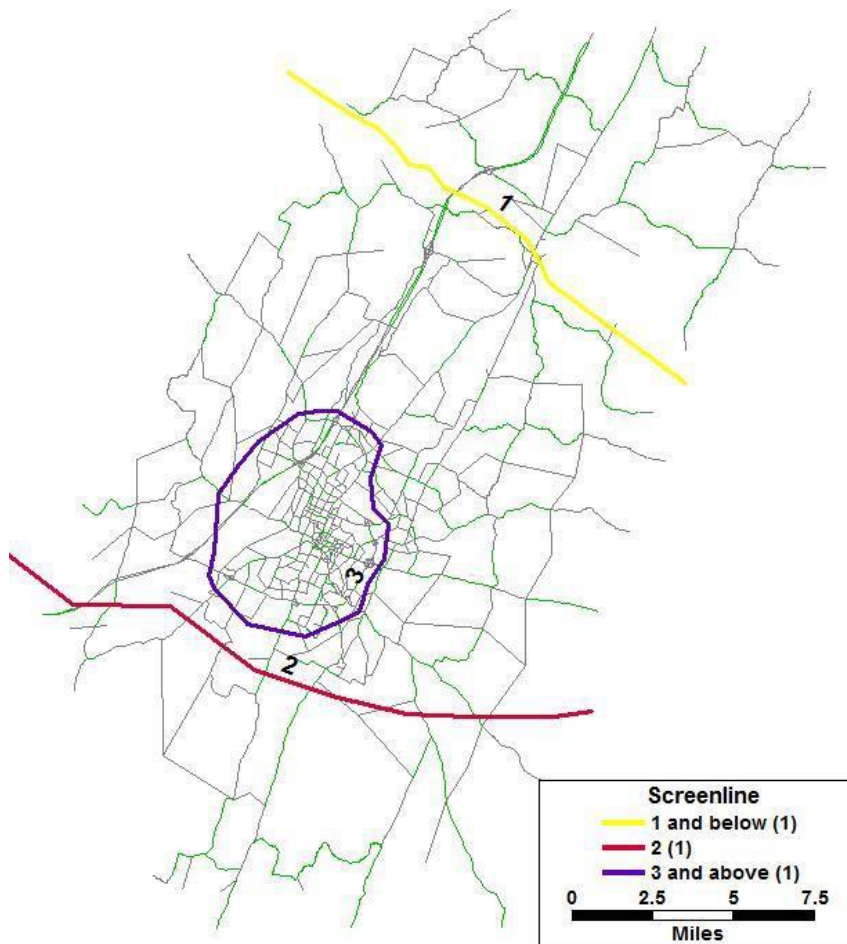 1
3
2
Screenline
1 and below (1)
2 (1)
3 and above (1)
0 2.5 5 7.5
Miles